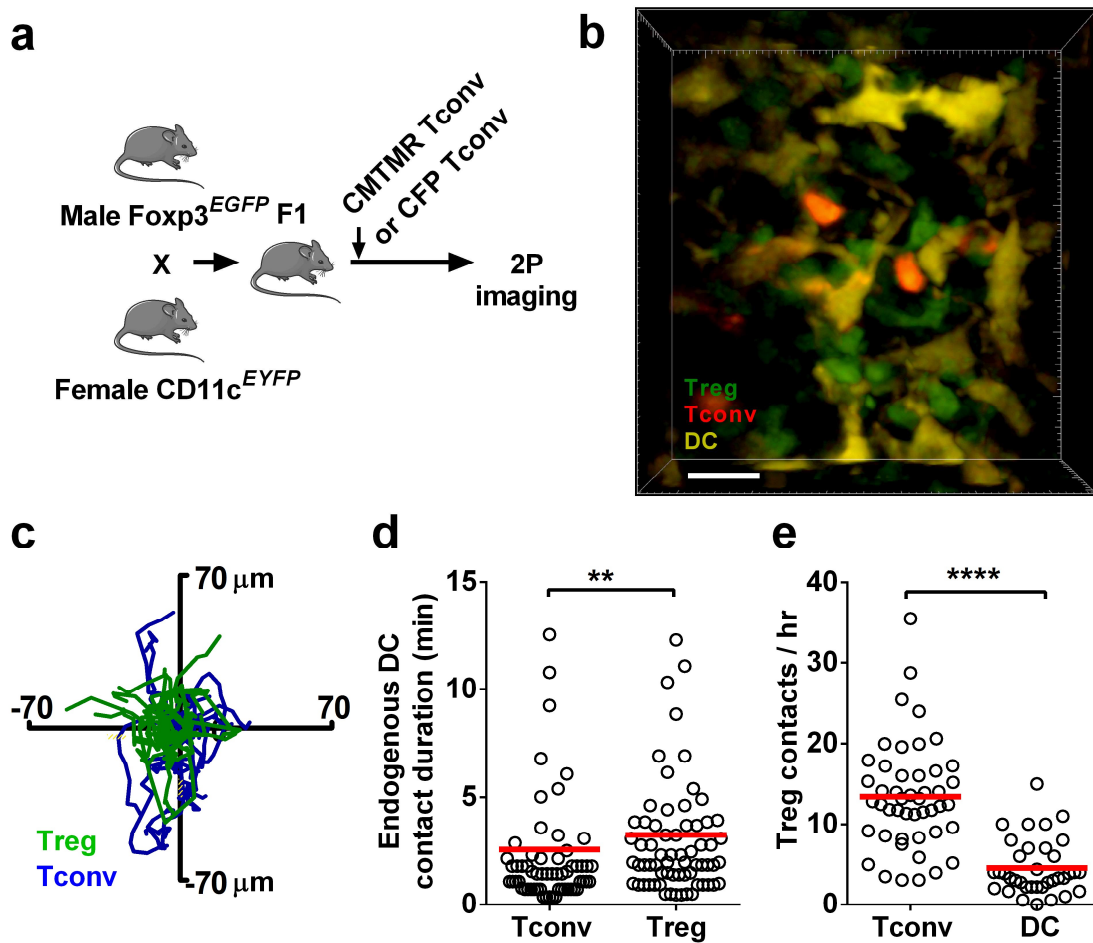 a
Male Foxp3EGFP F1
X
Female CD11cEYFP
CMTMR Tconv
or CFP Tconv
2P
imaging
b
Treg
Tconv
DC
c
70 μm
-70
70
-70 μm
Treg
Tconv
d
Endogenous DC
contact duration (min)
15
10
5
0
**
Tconv
Treg
e
Treg contacts / hr
40
30
20
10
0
****
Tconv
DC